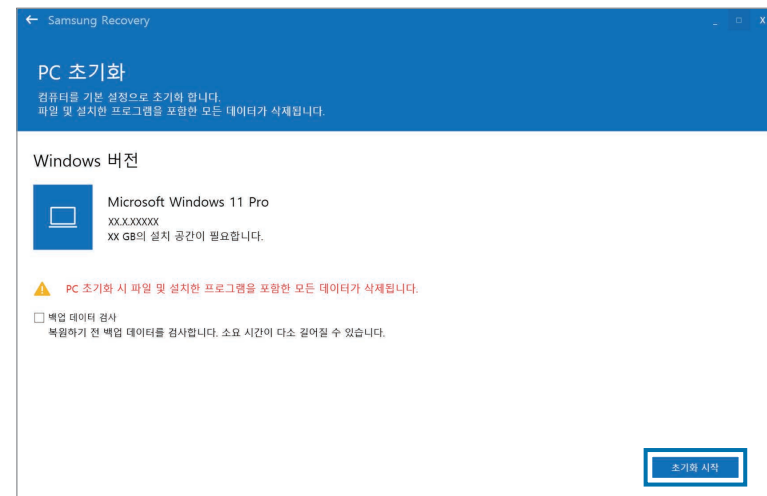 Samsung Recovery
PC 초기화
컴퓨터를 기본 설정으로 초기화 합니다.
파일 및 설치한 프로그램을 포함한 모든 데이터가 삭제됩니다.
Windows 버전
Microsoft Windows 11 Pro
XX.X.XXXXX
XX GB의 설치 공간이 필요합니다.
PC 초기화 시 파일 및 설치한 프로그램을 포함한 모든 데이터가 삭제됩니다.
백업 데이터 검사
복원하기 전 백업 데이터를 검사합니다. 소요 시간이 다소 길어질 수 있습니다.
초기화 시작